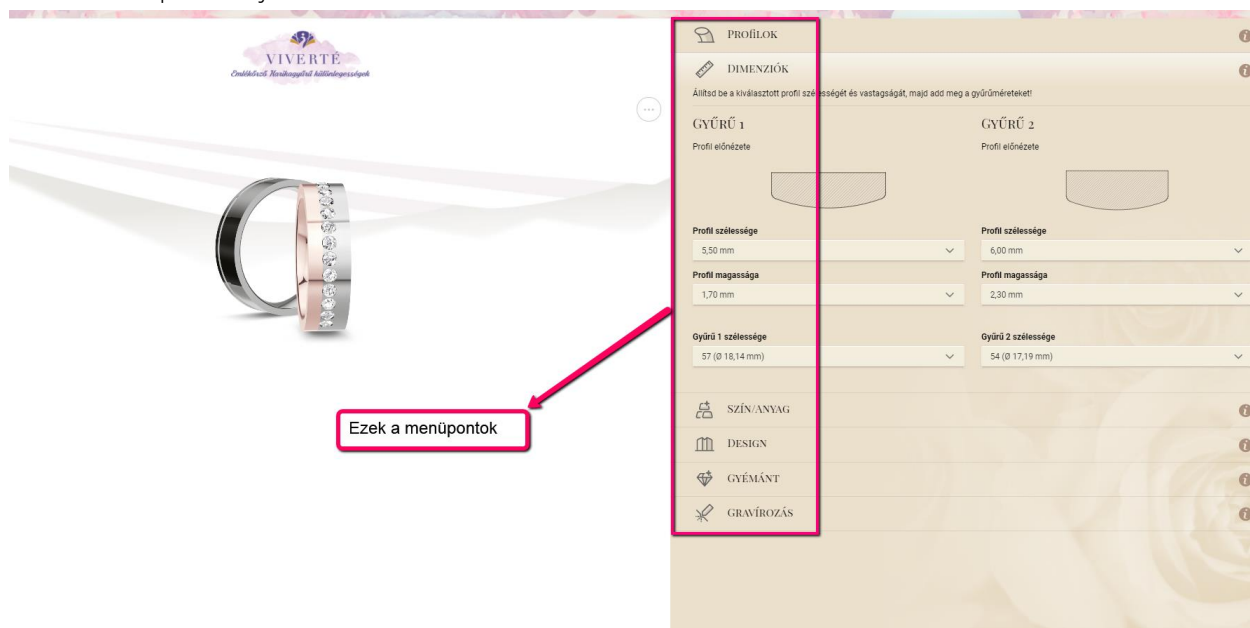 VIVERTÉ
Emlékőrző Karikagyűrű különlegességek
PROFILOK
DIMENZIÓK
Állítsd be a kiválasztott profil szélességét és vastagságát, majd add meg a gyűrűméreteket!
GYŰRŰ 1
Profil előnézete
Profil szélessége
5,50 mm
Profil magassága
1,70 mm
Gyűrű 1 szélessége
57 (Ø 18,14 mm)
GYŰRŰ 2
Profil előnézete
Profil szélessége
6,00 mm
Profil magassága
2,30 mm
Gyűrű 2 szélessége
54 (Ø 17,19 mm)
SZÍN/ANYAG
DESIGN
GYÉMÁNT
GRAVÍROZÁS
Ezek a menüpontok